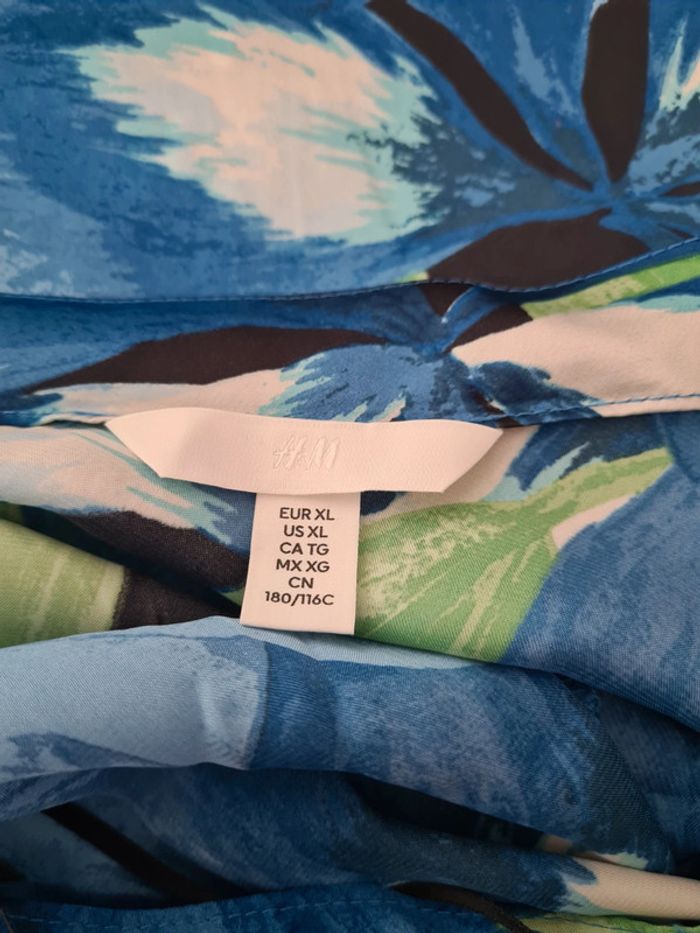 H&M
EUR XL
US XL
CA TG
MX XG
CN
180/116C